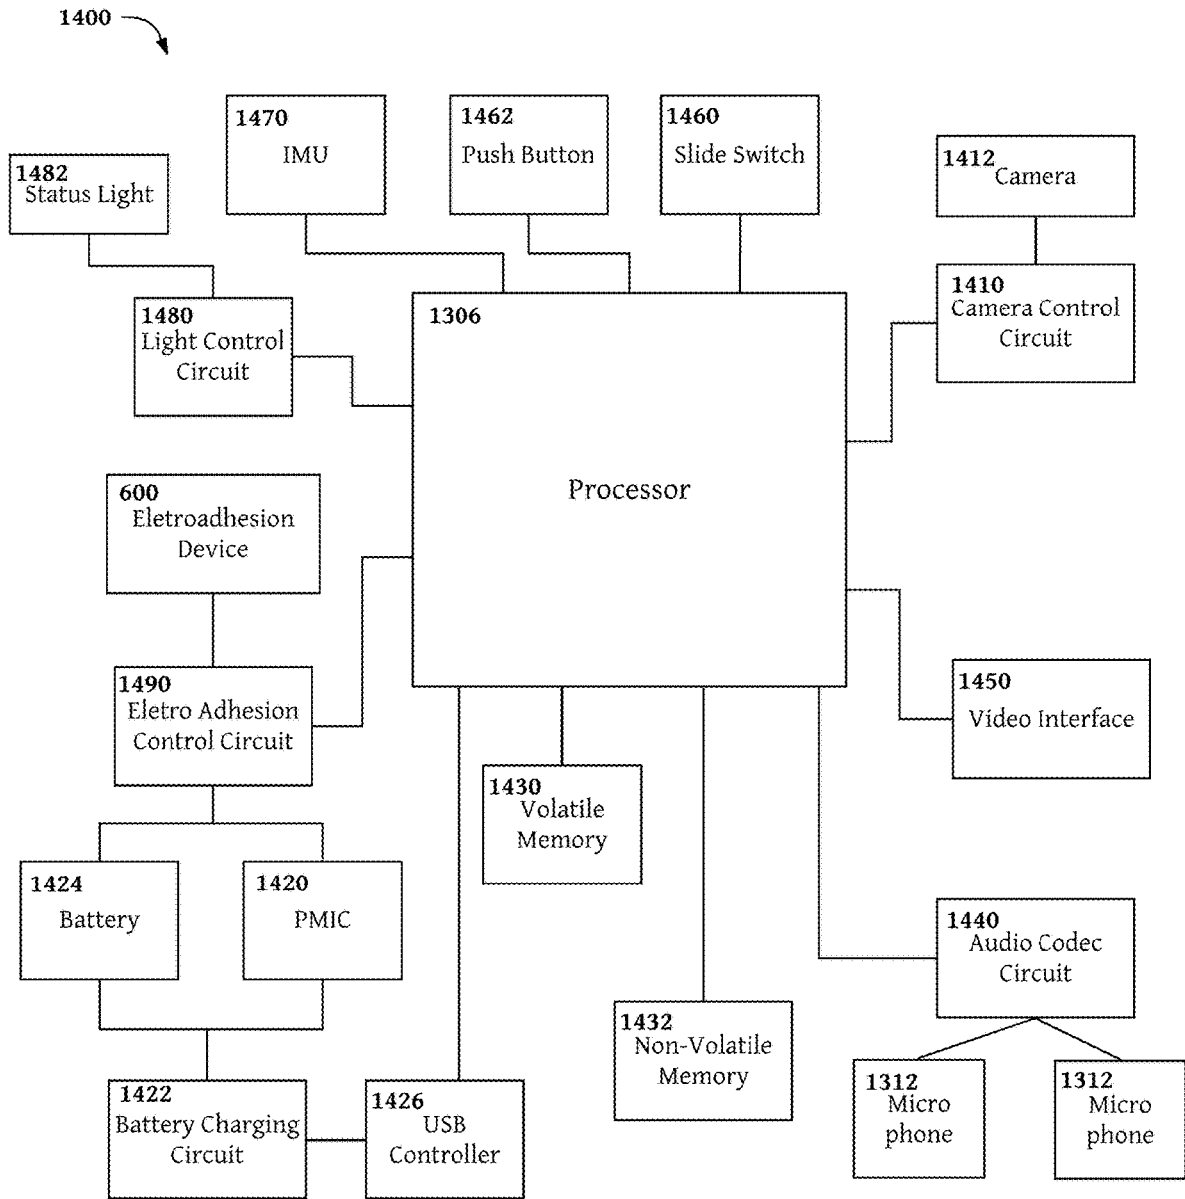 1400
1470
IMU
1462
Push Button
1460
Slide Switch
1412
Camera
1482
Status Light
1410
Camera Control
Circuit
1480
Light Control
Circuit
1306
Processor
600
Eletroadhesion
Device
1490
Eletro Adhesion
Control Circuit
1450
Video Interface
1430
Volatile
Memory
1424
Battery
1420
PMIC
1440
Audio Codec
Circuit
1432
Non-Volatile
Memory
1422
Battery Charging
Circuit
1426
USB
Controller
1312
Micro
phone
1312
Micro
phone